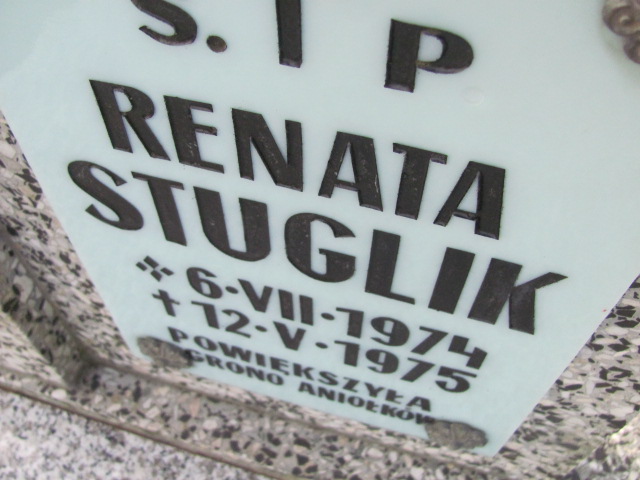 S. I P
RENATA
STUGLIK
6·VII·1974
†12·V·1975
POWIĘKSZYŁA
GRONO ANIOŁKÓW